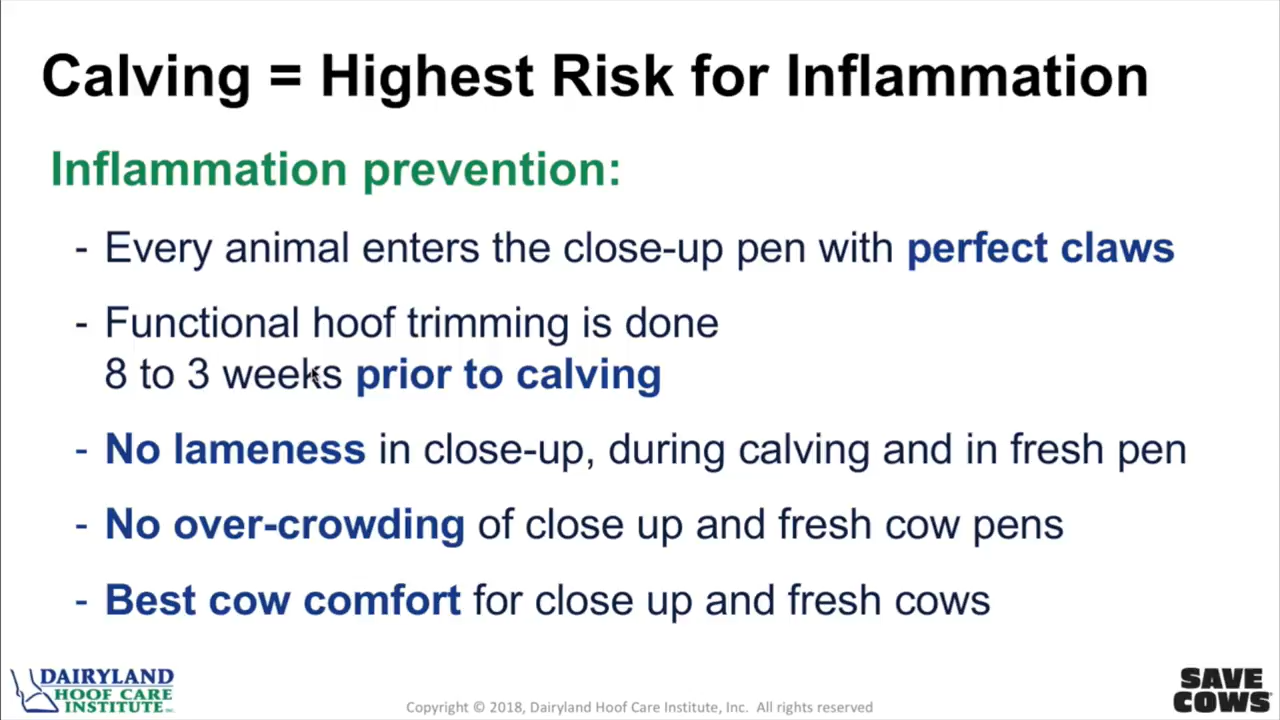 Calving = Highest Risk for Inflammation
Inflammation prevention:
- Every animal enters the close-up pen with perfect claws
- Functional hoof trimming is done
8 to 3 weeks prior to calving
- No lameness in close-up, during calving and in fresh pen
- No over-crowding of close up and fresh cow pens
- Best cow comfort for close up and fresh cows
DAIRYLAND
HOOF CARE
INSTITUTE INC.
Copyright © 2018, Dairyland Hoof Care Institute, Inc. All rights reserved
SAVE
COWS®